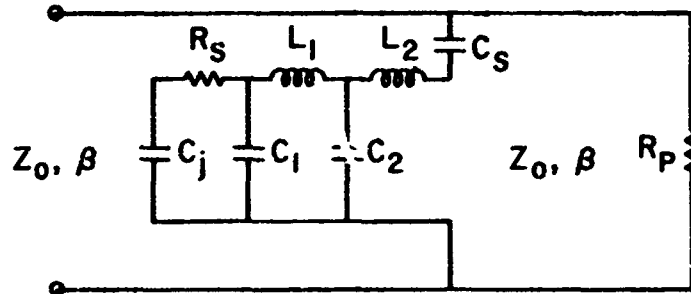 R_S L_1 L_2 C_S
Z_0, β C_j C_1 C_2 Z_0, β R_P